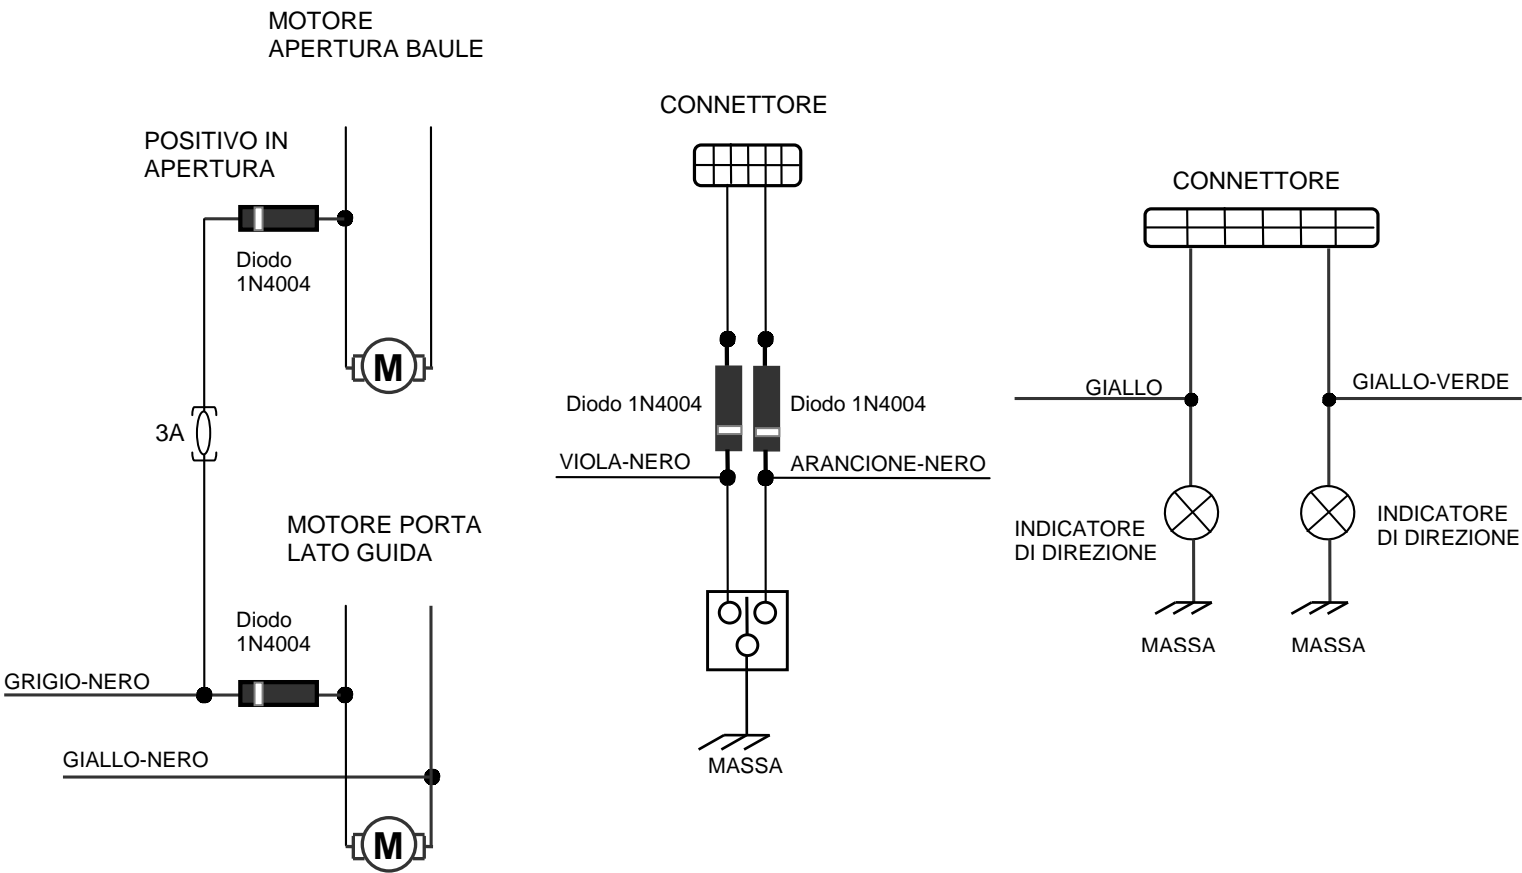 MOTORE
APERTURA BAULE
POSITIVO IN
APERTURA
Diodo
1N4004
M
3A
MOTORE PORTA
LATO GUIDA
Diodo
1N4004
GRIGIO-NERO
GIALLO-NERO
M
CONNETTORE
Diodo 1N4004
Diodo 1N4004
VIOLA-NERO
ARANCIONE-NERO
MASSA
CONNETTORE
GIALLO
GIALLO-VERDE
INDICATORE
DI DIREZIONE
INDICATORE
DI DIREZIONE
MASSA
MASSA